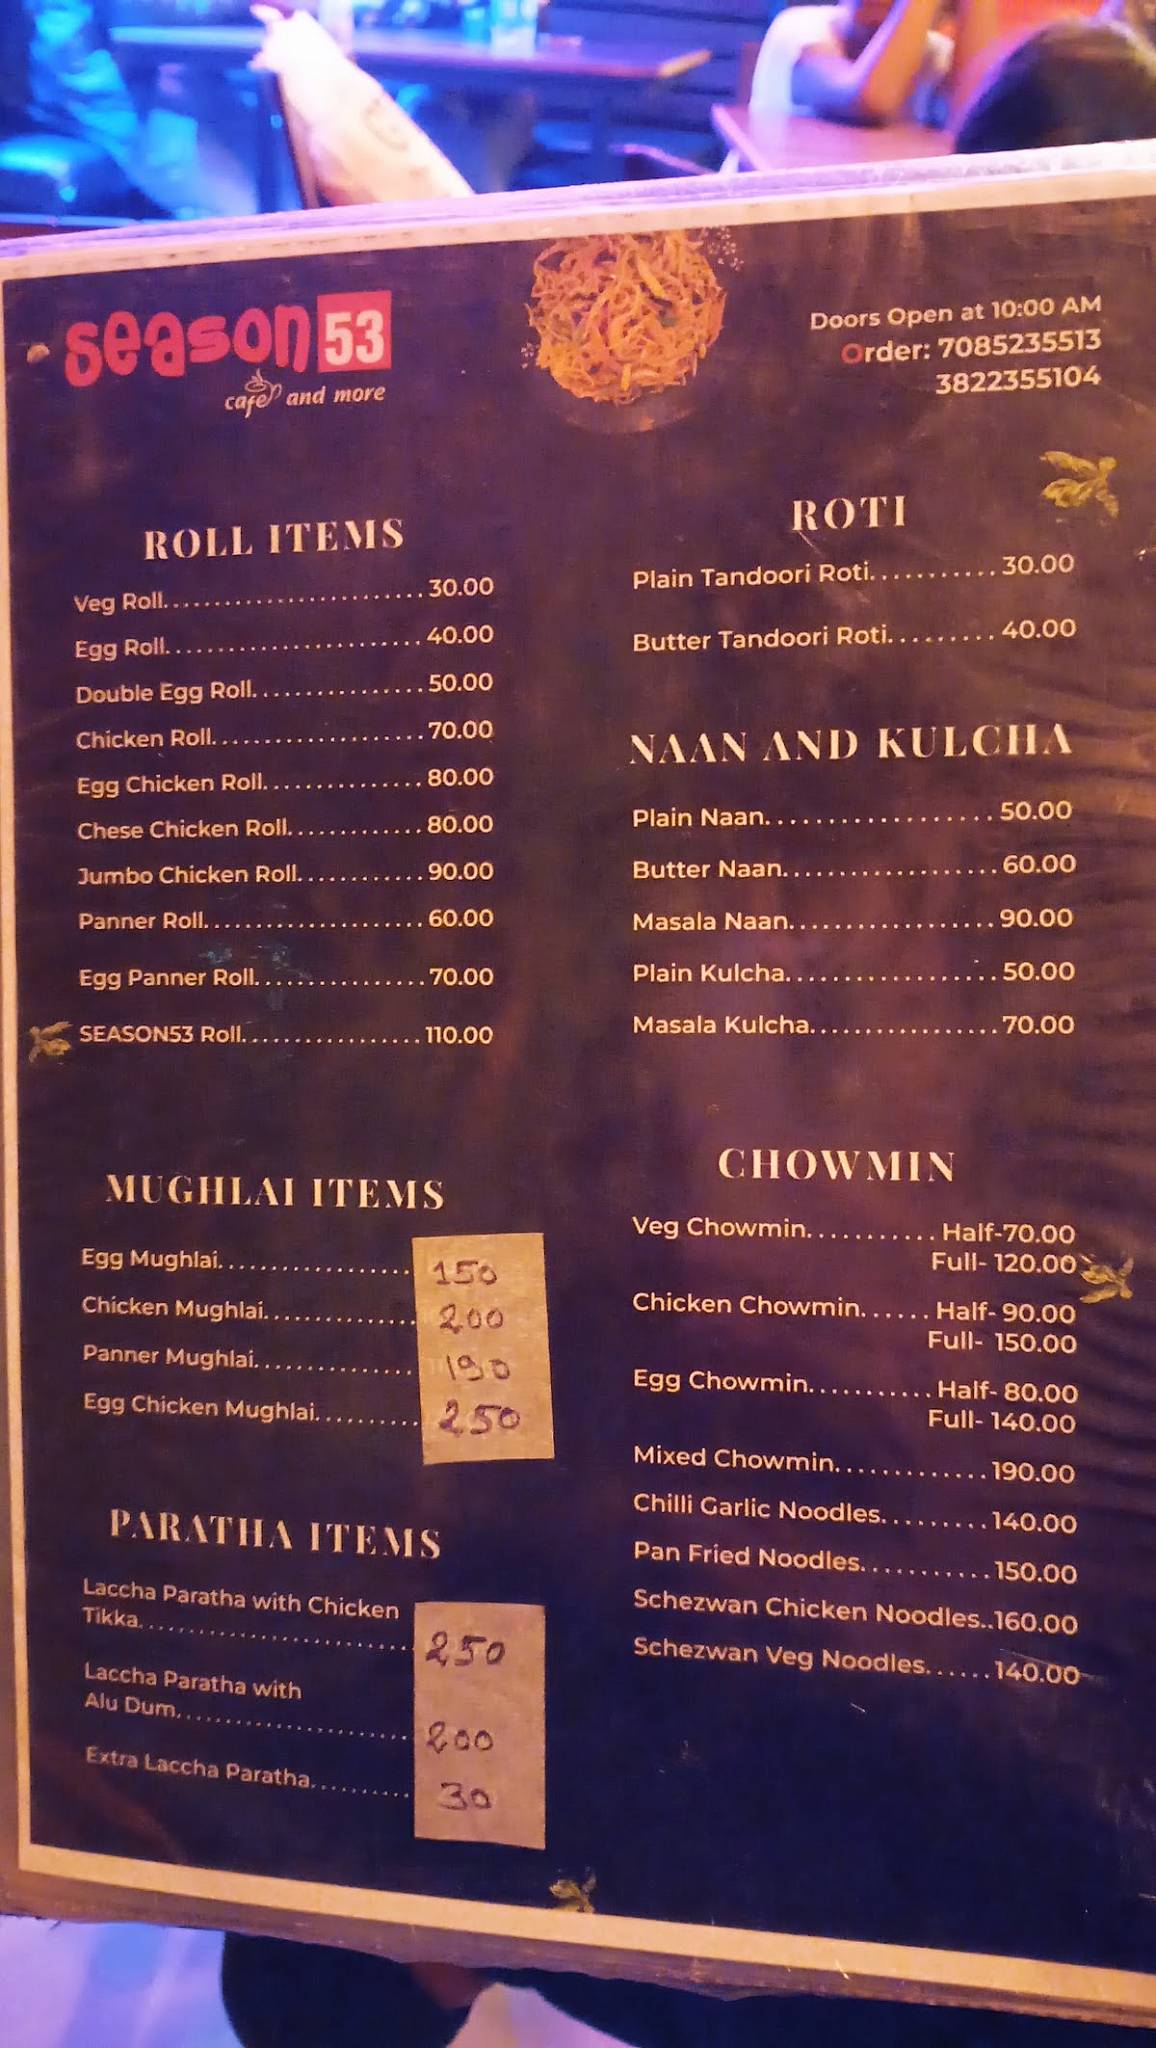 season 53
cafe and more
Doors Open at 10:00 AM
Order: 7085235513
3822355104
ROLL ITEMS
Veg Roll........................30.00
Egg Roll........................40.00
Double Egg Roll................50.00
Chicken Roll....................70.00
Egg Chicken Roll...............80.00
Chese Chicken Roll.............80.00
Jumbo Chicken Roll............90.00
Panner Roll.....................60.00
Egg Panner Roll................70.00
SEASON53 Roll.................110.00
MUGHLAI ITEMS
Egg Mughlai..................150
Chicken Mughlai..............200
Panner Mughlai...............190
Egg Chicken Mughlai..........250
PARATHA ITEMS
Laccha Paratha with Chicken
Tikka..........................250
Laccha Paratha with
Alu Dum.......................200
Extra Laccha Paratha..........30
ROTI
Plain Tandoori Roti...........30.00
Butter Tandoori Roti.........40.00
NAAN AND KULCHA
Plain Naan..................50.00
Butter Naan..................60.00
Masala Naan.................90.00
Plain Kulcha.................50.00
Masala Kulcha................70.00
CHOWMIN
Veg Chowmin...........Half-70.00
Full- 120.00
Chicken Chowmin......Half- 90.00
Full- 150.00
Egg Chowmin...........Half- 80.00
Full- 140.00
Mixed Chowmin.............190.00
Chilli Garlic Noodles.........140.00
Pan Fried Noodles...........150.00
Schezwan Chicken Noodles..160.00
Schezwan Veg Noodles......140.00